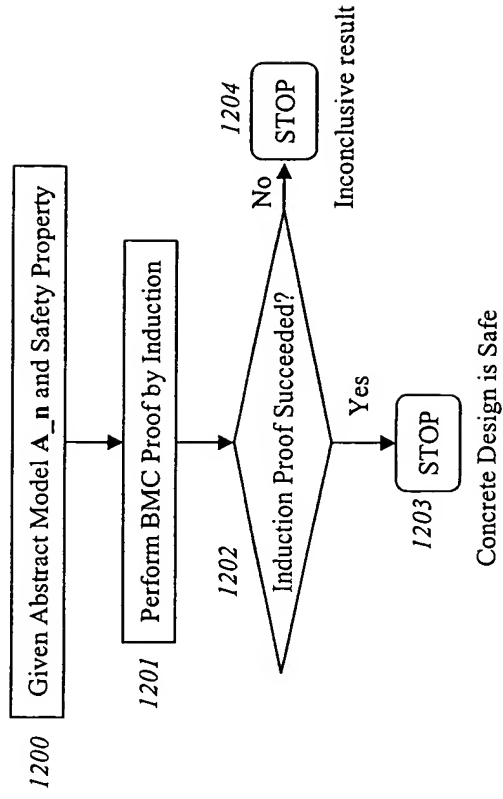 1200
Given Abstract Model A_n and Safety Property
1201
Perform BMC Proof by Induction
1202
Induction Proof Succeeded?
No
1204
STOP
Inconclusive result
Yes
1203
STOP
Concrete Design is Safe